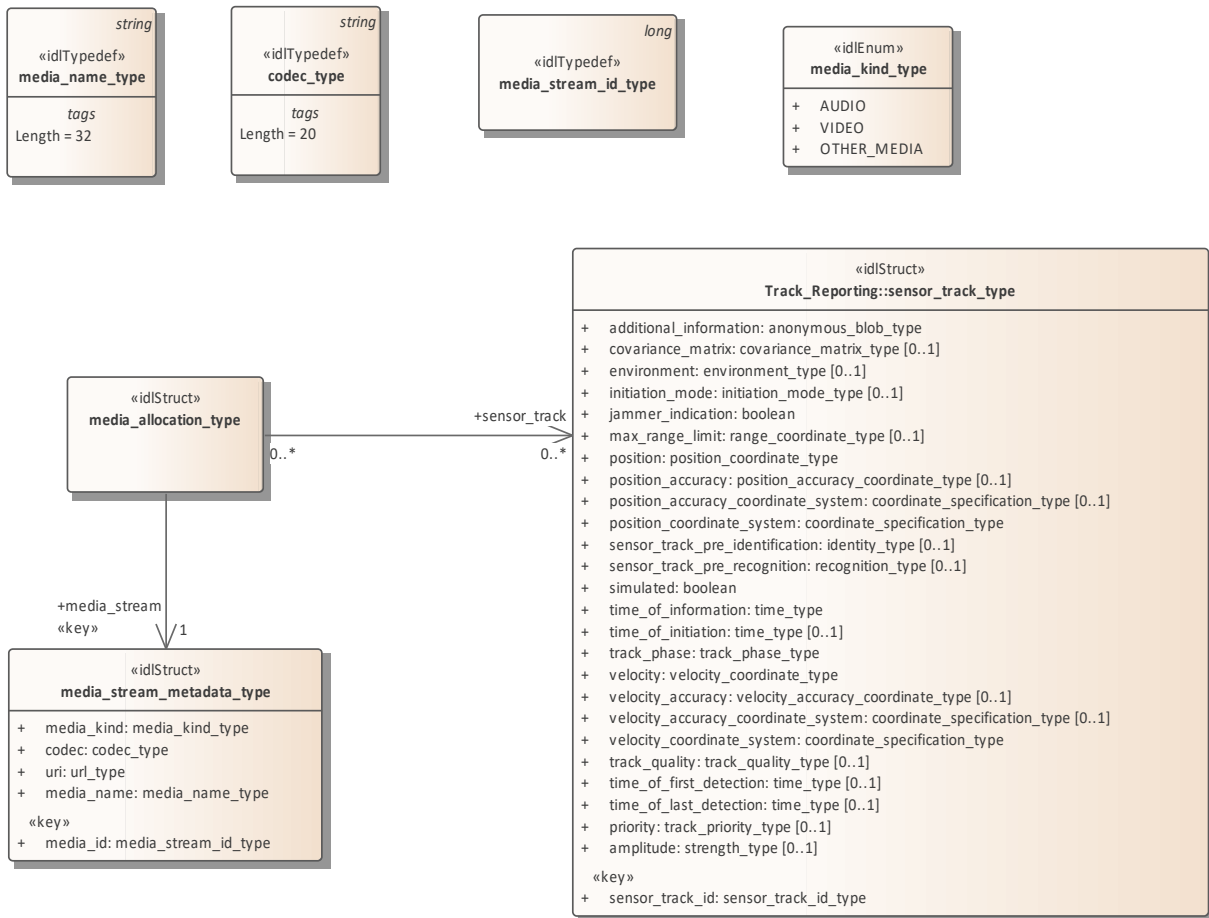 string
«idlTypedef»
media_name_type
tags
Length = 32
string
«idlTypedef»
codec_type
tags
Length = 20
long
«idlTypedef»
media_stream_id_type
«idlEnum»
media_kind_type
+ AUDIO
+ VIDEO
+ OTHER_MEDIA
«idlStruct»
media_allocation_type
+sensor_track
0..*
0..*
+media_stream
«key»
1
«idlStruct»
media_stream_metadata_type
+ media_kind: media_kind_type
+ codec: codec_type
+ uri: url_type
+ media_name: media_name_type
«key»
+ media_id: media_stream_id_type
«idlStruct»
Track_Reporting::sensor_track_type
+ additional_information: anonymous_blob_type
+ covariance_matrix: covariance_matrix_type [0..1]
+ environment: environment_type [0..1]
+ initiation_mode: initiation_mode_type [0..1]
+ jammer_indication: boolean
+ max_range_limit: range_coordinate_type [0..1]
+ position: position_coordinate_type
+ position_accuracy: position_accuracy_coordinate_type [0..1]
+ position_accuracy_coordinate_system: coordinate_specification_type [0..1]
+ position_coordinate_system: coordinate_specification_type
+ sensor_track_pre_identification: identity_type [0..1]
+ sensor_track_pre_recognition: recognition_type [0..1]
+ simulated: boolean
+ time_of_information: time_type
+ time_of_initiation: time_type [0..1]
+ track_phase: track_phase_type
+ velocity: velocity_coordinate_type
+ velocity_accuracy: velocity_accuracy_coordinate_type [0..1]
+ velocity_accuracy_coordinate_system: coordinate_specification_type [0..1]
+ velocity_coordinate_system: coordinate_specification_type
+ track_quality: track_quality_type [0..1]
+ time_of_first_detection: time_type [0..1]
+ time_of_last_detection: time_type [0..1]
+ priority: track_priority_type [0..1]
+ amplitude: strength_type [0..1]
«key»
+ sensor_track_id: sensor_track_id_type